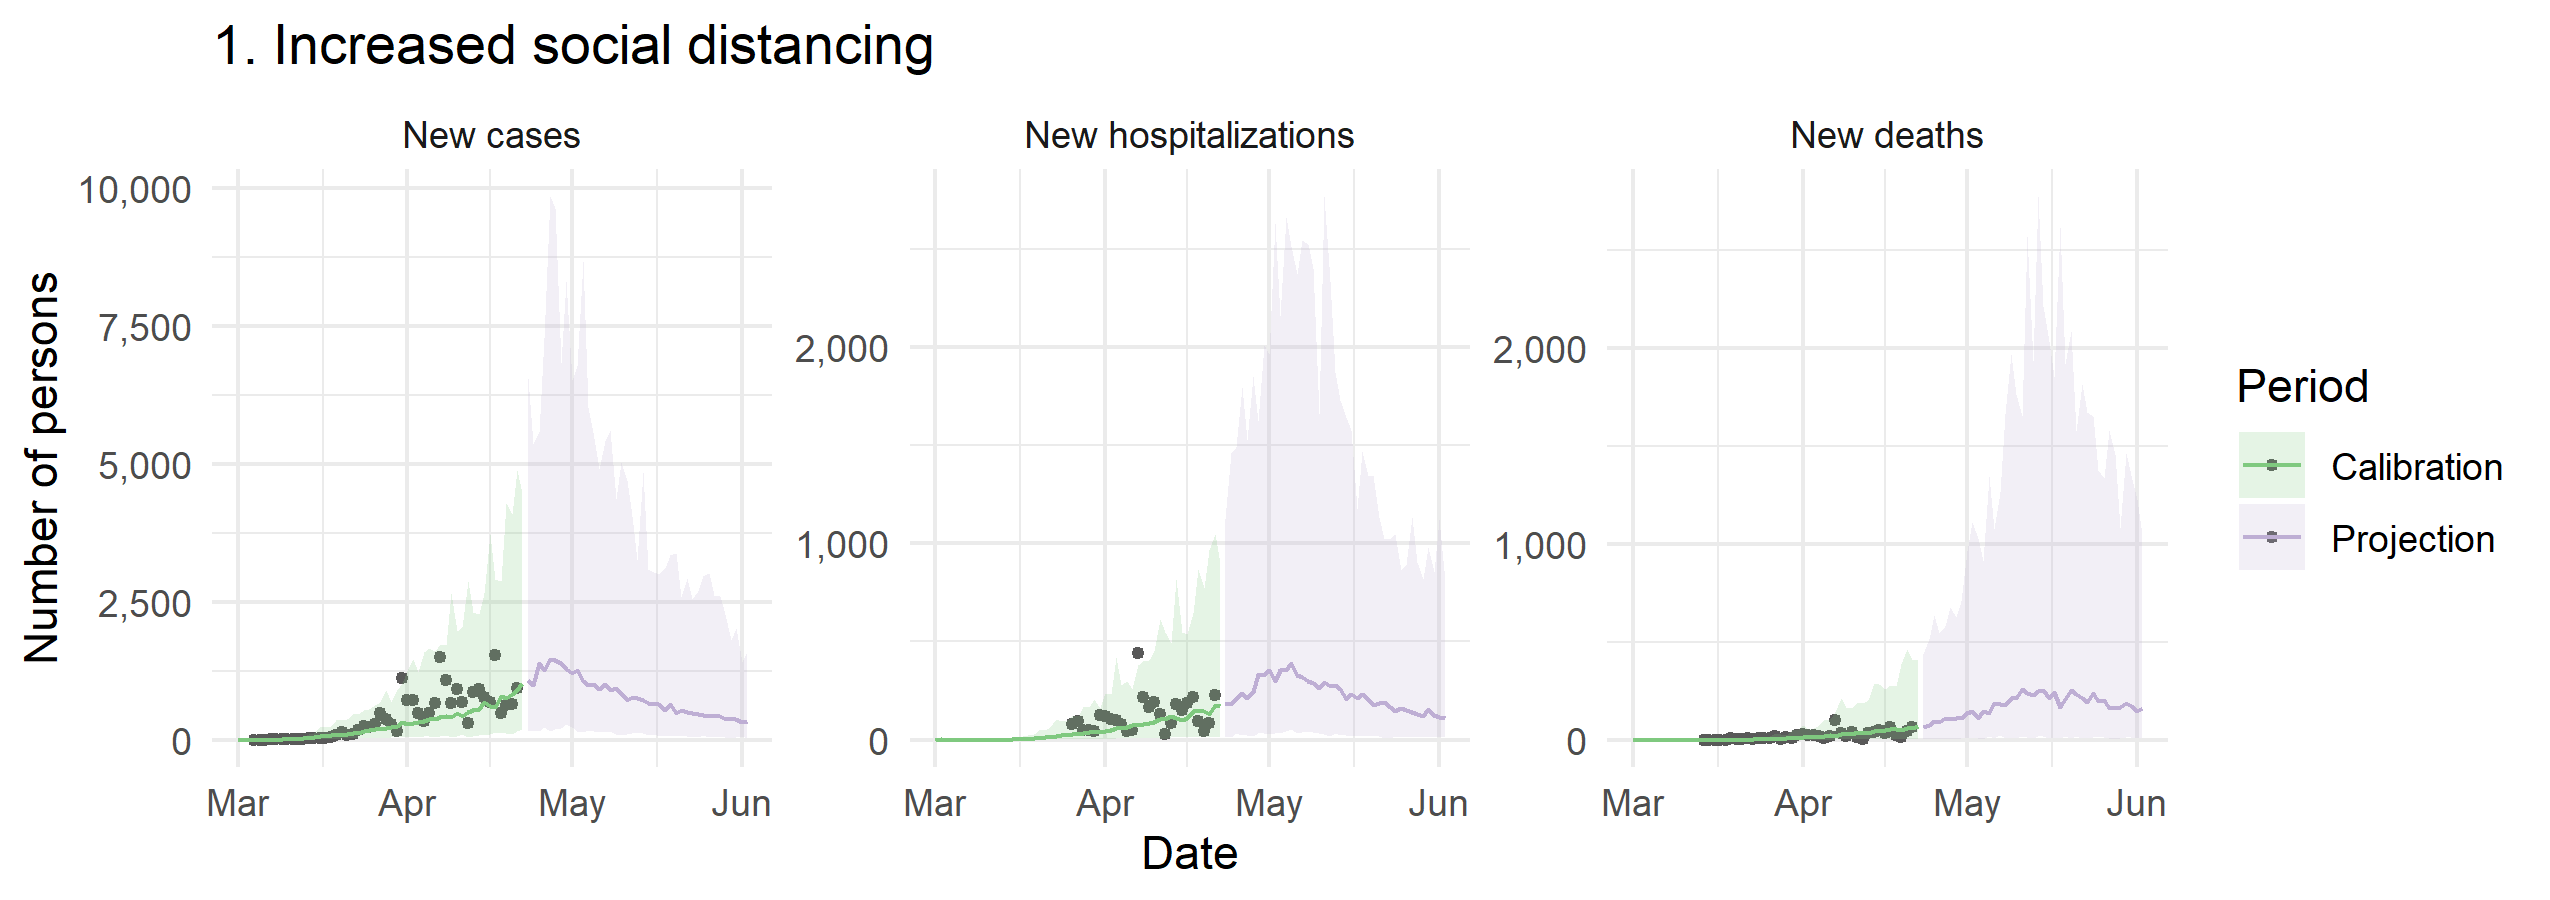 1. Increased social distancing
New cases
New hospitalizations
New deaths
Number of persons
10,000
7,500
5,000
2,500
0
2,000
1,000
0
2,000
1,000
0
Mar Apr May Jun
Mar Apr May Jun
Mar Apr May Jun
Date
Period
Calibration
Projection